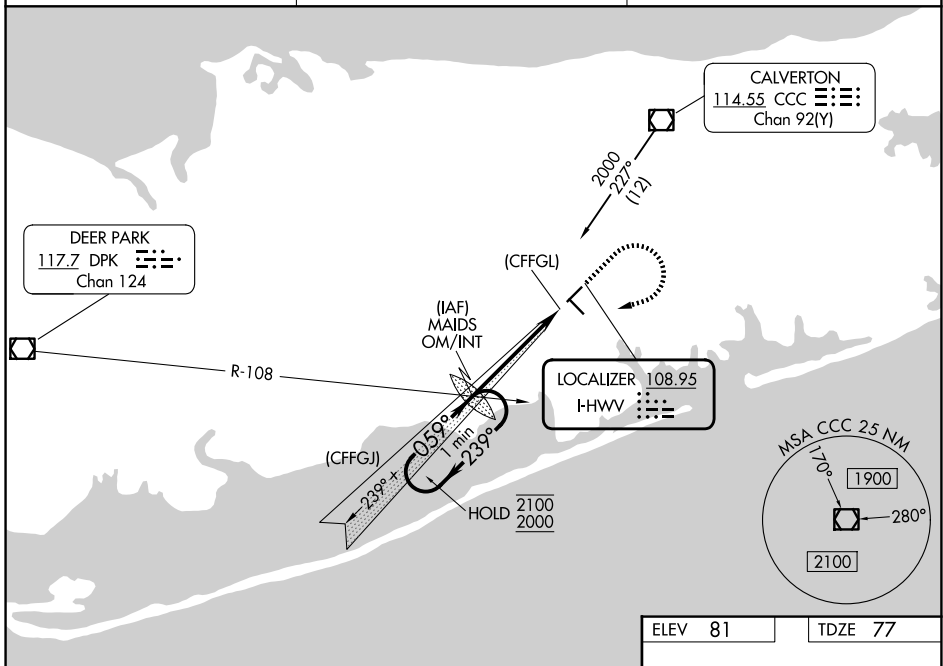 CALVERTON
114.55 CCC
Chan 92(Y)
2000
227°
(12)
DEER PARK
117.7 DPK
Chan 124
(CFFGL)
(IAF)
MAIDS
OM/INT
R-108
LOCALIZER 108.95
I-HWV
059°
1 min
239°
(CFFGJ)
239°
HOLD 2100
2000
MSA CCC 25 NM
170°
1900
280°
2100
ELEV 81
TDZE 77